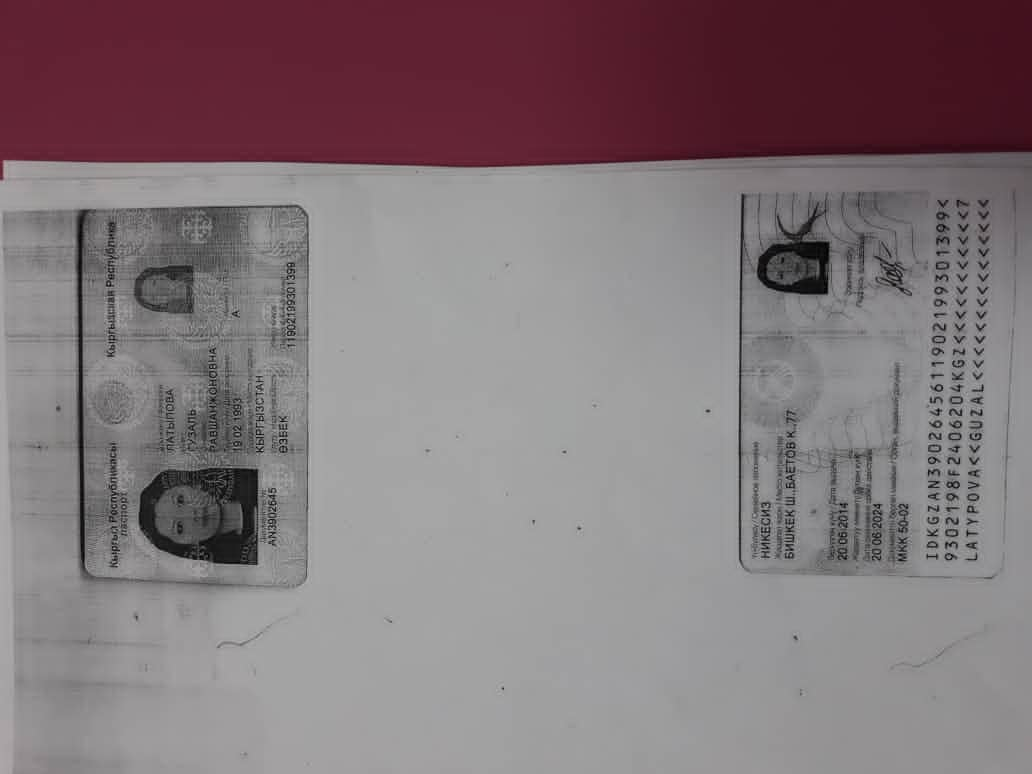 Кыргыз Республикасы Кыргызская Республика
паспорт
ЛАТЫПОВА
ГУЗАЛЬ
РАВШАНЖОНОВНА
19.02.1993 А
КЫРГЫЗСТАН
ӨЗБЕК
11902199301399
AN3902645
НИКЕСИЗ
БИШКЕК Ш.,БАЕТОВ К.,77
20.06.2014
20.06.2024
МКК 50-02
IDKGZAN3902645611902199301399<
9302198F2406204KGZ<<<<<<<<<<<7
LATYPOVA<<GUZAL<<<<<<<<<<<<<<<